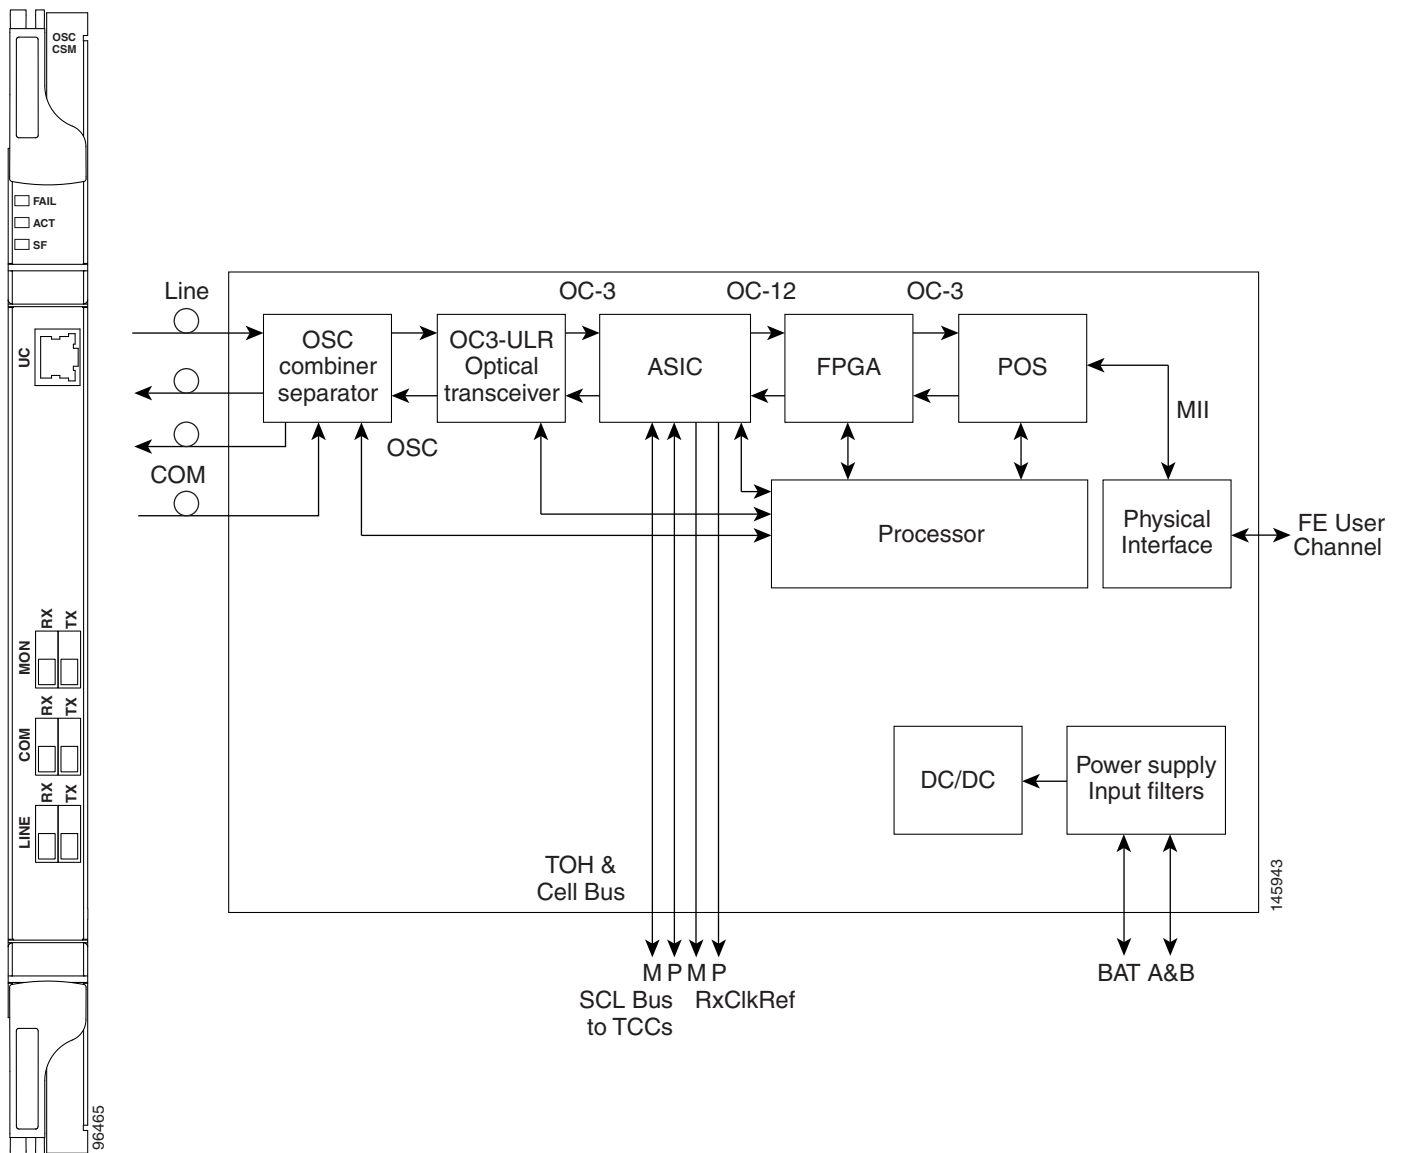 OSC
CSM
FAIL
ACT
SF
UC
RX
TX
MON
RX
TX
COM
RX
TX
LINE
96465
Line
COM
OC-3
OC-12
OC-3
OSC
combiner
separator
OC3-ULR
Optical
transceiver
ASIC
FPGA
POS
OSC
MII
Processor
Physical
Interface
FE User
Channel
DC/DC
Power supply
Input filters
TOH &
Cell Bus
M P M P
SCL Bus
to TCCs
RxClkRef
BAT A&B
145943